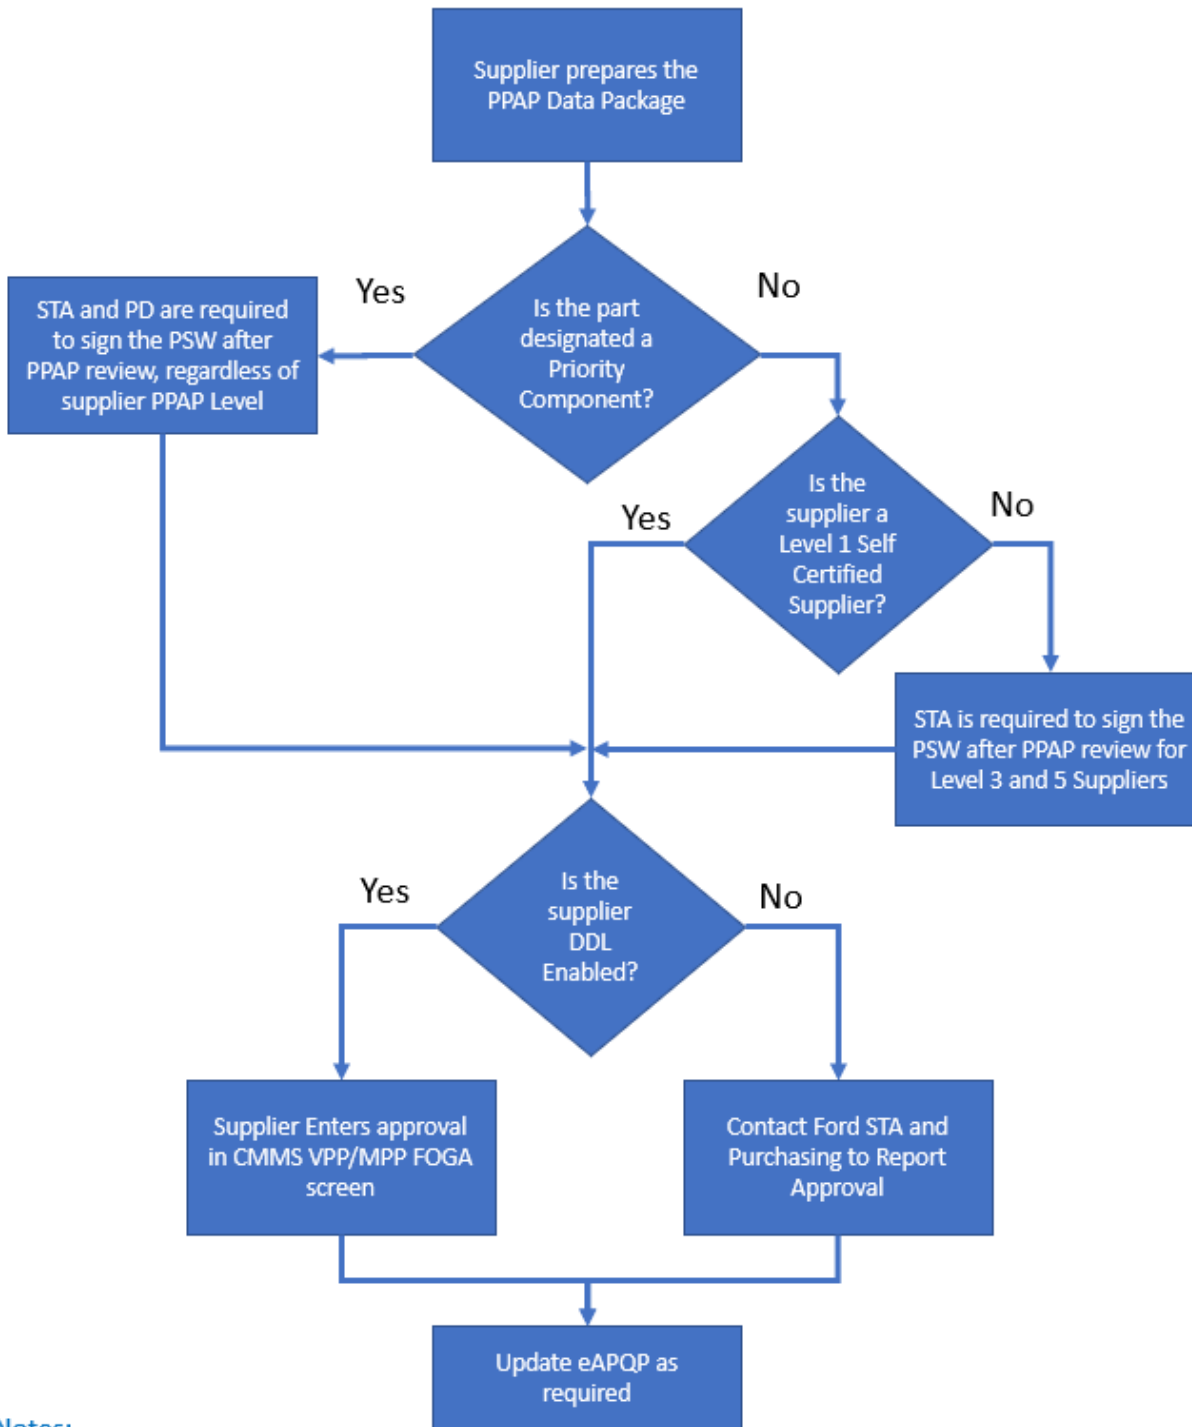 Supplier prepares the
PPAP Data Package
Yes
No
Is the part
designated a
Priority
Component?
STA and PD are required
to sign the PSW after
PPAP review, regardless of
supplier PPAP Level
Is the
supplier a
Level 1 Self
Certified
Supplier?
Yes
No
STA is required to sign the
PSW after PPAP review for
Level 3 and 5 Suppliers
Is the
supplier
DDL
Enabled?
Yes
No
Supplier Enters approval
in CMMS VPP/MPP FOGA
screen
Contact Ford STA and
Purchasing to Report
Approval
Update eAPQP as
required
Notes: